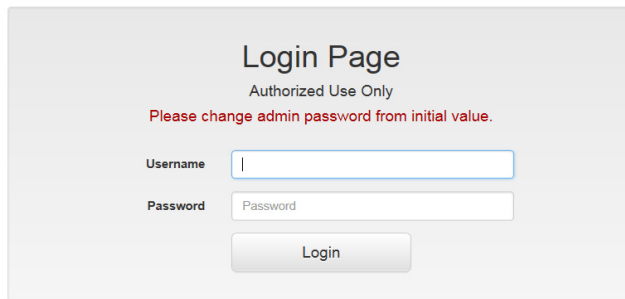 Login Page
Authorized Use Only
Please change admin password from initial value.
Username
Password Password
Login